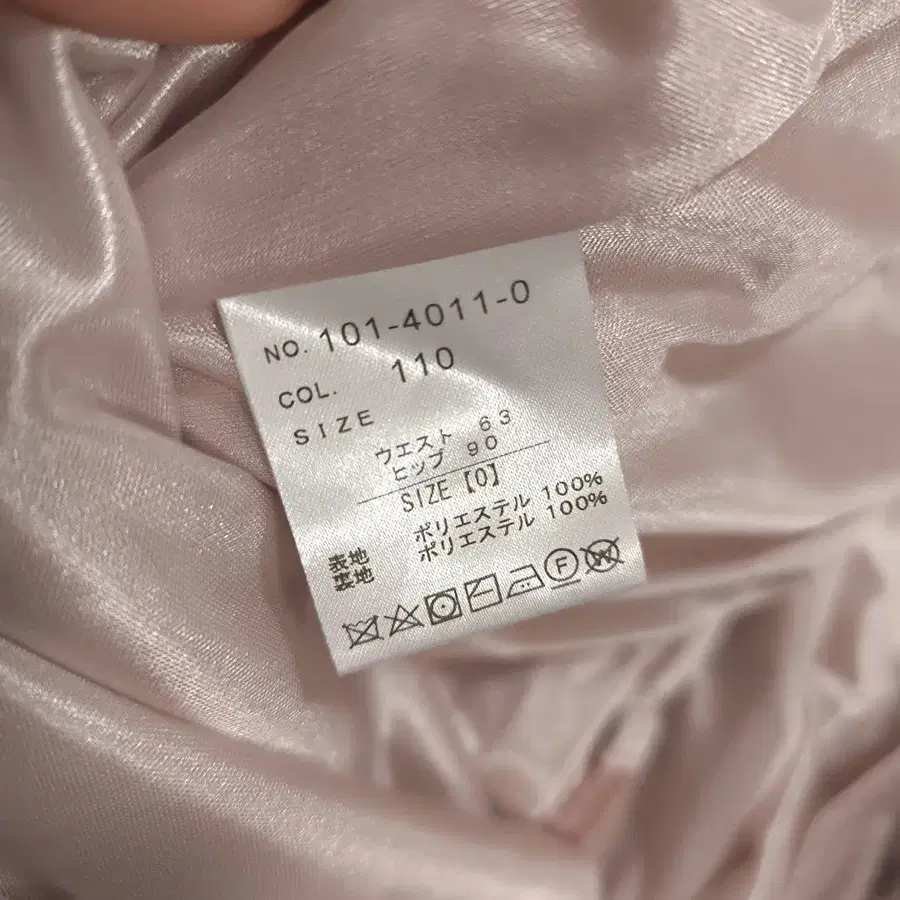 NO. 101-4011-0
COL. 110
SIZE
ウエスト 63
ヒップ 90
SIZE【0】
表地 ポリエステル 100%
裏地 ポリエステル 100%
F
W